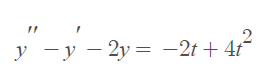 y'' − y' − 2y = −2t + 4t²